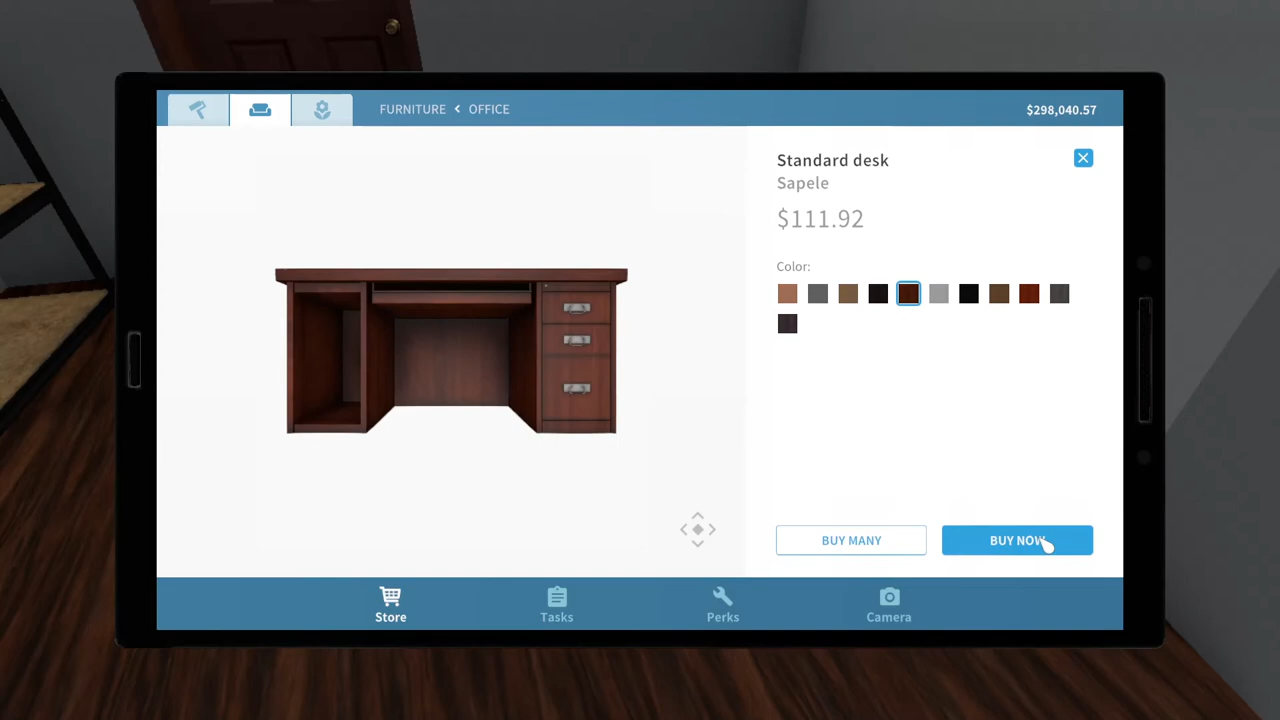 FURNITURE < OFFICE
$298,040.57
Standard desk
Sapele
$111.92
Color:
BUY MANY
BUY NOW
Store
Tasks
Perks
Camera